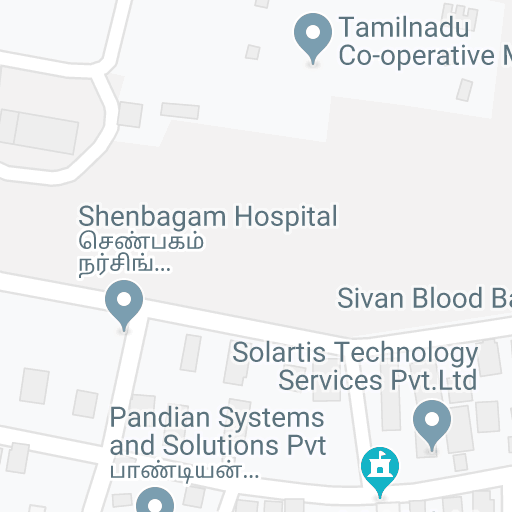 Tamilnadu
Co-operative M
Shenbagam Hospital
செண்பகம்
நர்சிங்...
Sivan Blood Ba
Solartis Technology
Services Pvt.Ltd
Pandian Systems
and Solutions Pvt
பாண்டியன்...